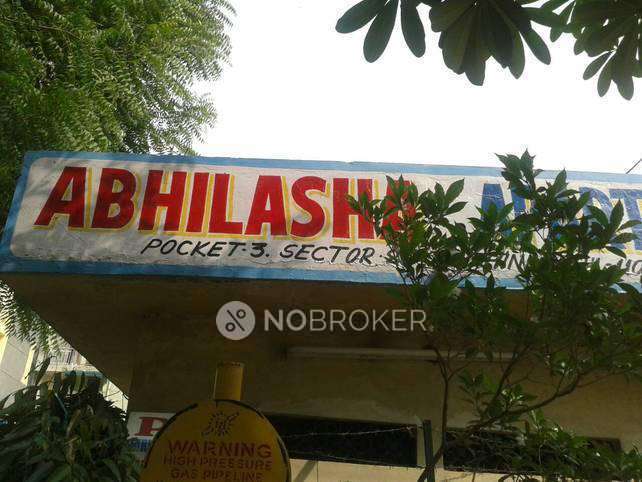 ABHILASHA
POCKET-3. SECTOR
NOBROKER
WARNING
HIGH PRESSURE
GAS PIPELINE